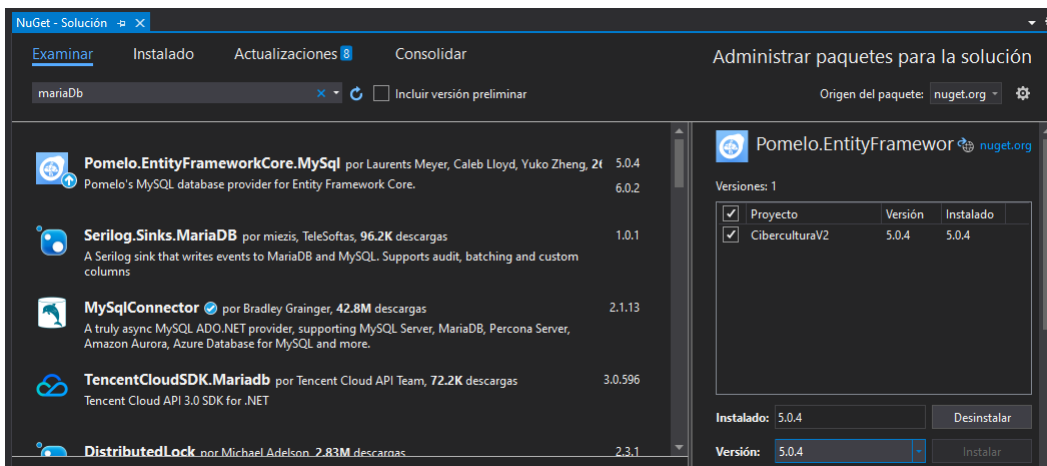 NuGet - Solución
Examinar Instalado Actualizaciones 8 Consolidar
Administrar paquetes para la solución
mariaDb
Incluir versión preliminar
Origen del paquete: nuget.org
Pomelo.EntityFrameworkCore.MySql por Laurents Meyer, Caleb Lloyd, Yuko Zheng, 5.0.4
Pomelo's MySQL database provider for Entity Framework Core. 6.0.2
Serilog.Sinks.MariaDB por miezis, TeleSoftas, 96.2K descargas 1.0.1
A Serilog sink that writes events to MariaDB and MySQL. Supports audit, batching and custom
columns
MySqlConnector por Bradley Grainger, 42.8M descargas 2.1.13
A truly async MySQL ADO.NET provider, supporting MySQL Server, MariaDB, Percona Server,
Amazon Aurora, Azure Database for MySQL and more.
TencentCloudSDK.Mariadb por Tencent Cloud API Team, 72.2K descargas 3.0.596
Tencent Cloud API 3.0 SDK for .NET
DistributedLock por Michael Adelson, 2.83M descargas 2.3.1
Pomelo.EntityFramewor nuget.org
Versiones: 1
Proyecto Versión Instalado
CiberculturaV2 5.0.4 5.0.4
Instalado: 5.0.4 Desinstalar
Versión: 5.0.4 Instalar